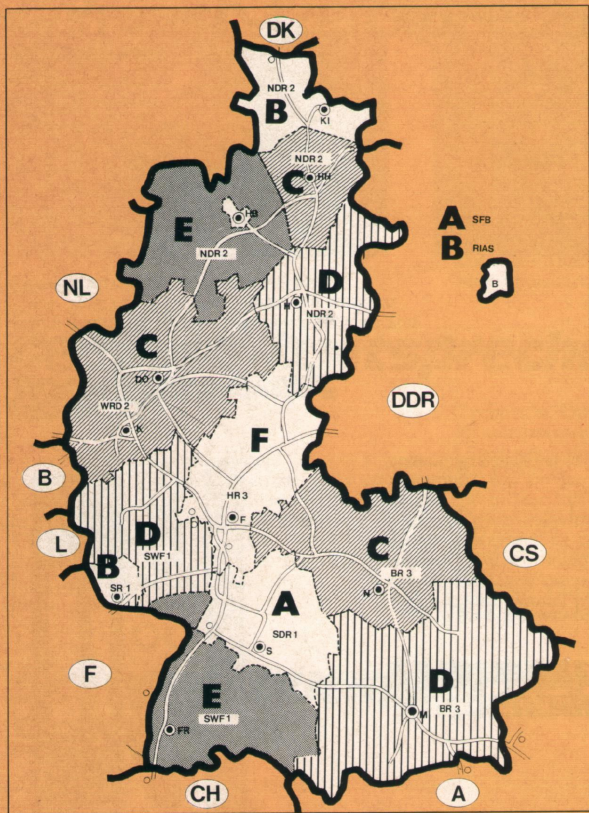 DK
NDR 2
B
KI
NDR 2
HH
C
A SFB
B RIAS
E
HB
NDR 2
D
B
NL
H
NDR 2
C
DO
DDR
WRD 2
K
F
B
HR 3
L
D
F
SWF 1
C
CS
B
BR 3
SR 1
N
A
SDR 1
S
F
D
E
BR 3
SWF 1
M
FR
CH
A